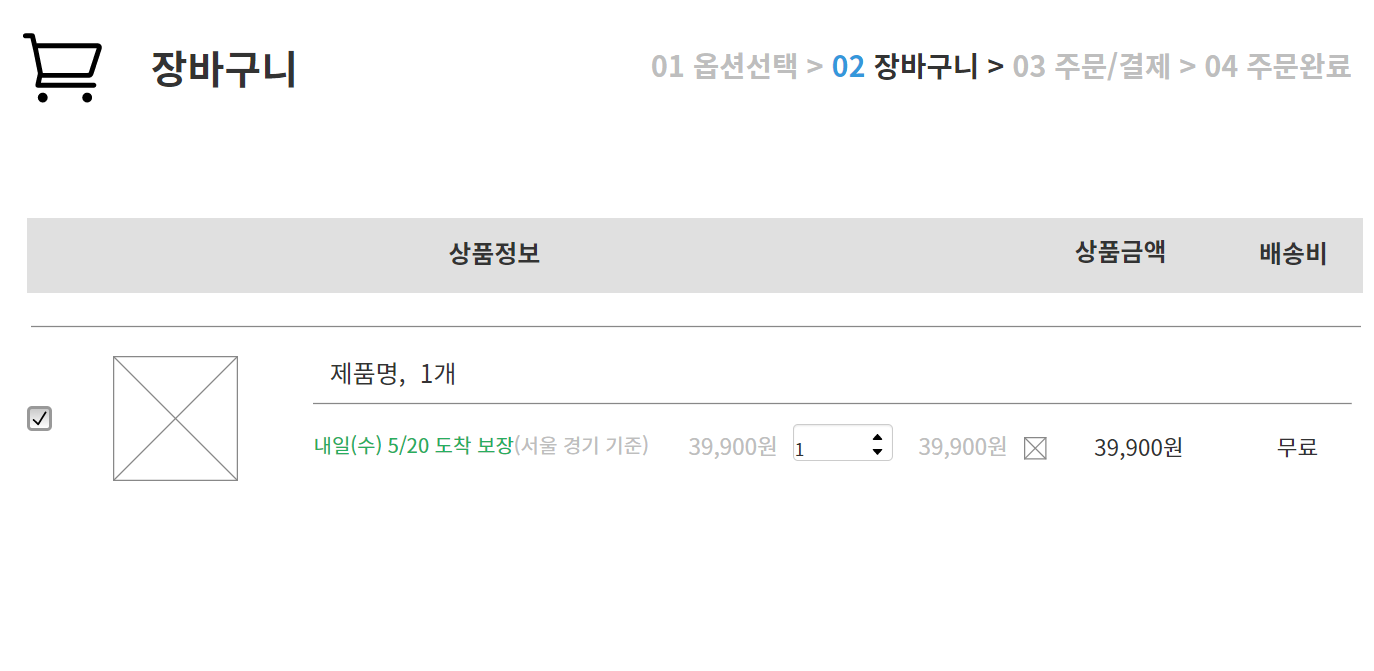 장바구니
01 옵션선택 > 02 장바구니 > 03 주문/결제 > 04 주문완료
상품정보 상품금액 배송비
제품명, 1개
내일(수) 5/20 도착 보장(서울 경기 기준) 39,900원 1 39,900원 39,900원 무료